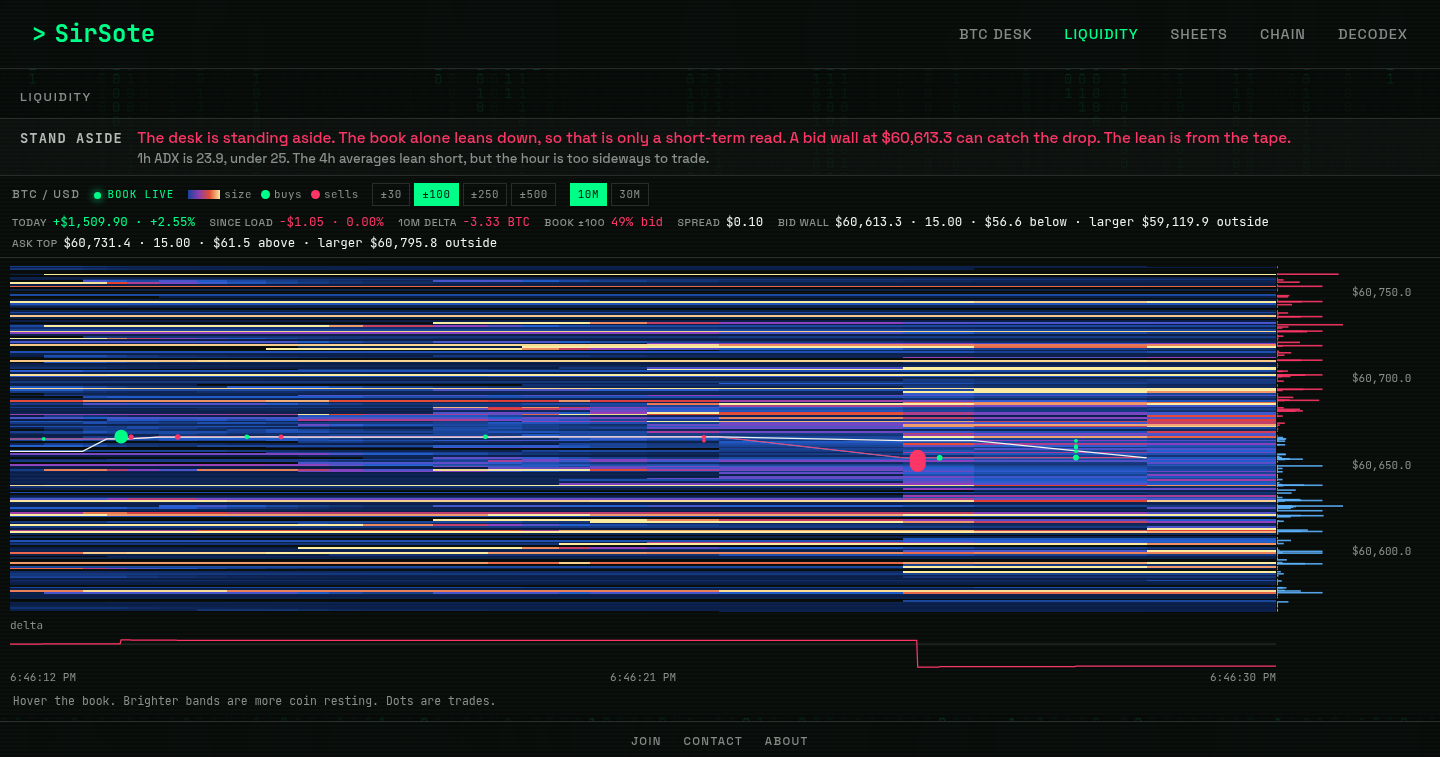 > SirSote
BTC DESK LIQUIDITY SHEETS CHAIN DECODEX
LIQUIDITY
STAND ASIDE The desk is standing aside. The book alone leans down, so that is only a short-term read. A bid wall at $60,613.3 can catch the drop. The lean is from the tape.
1h ADX is 23.9, under 25. The 4h averages lean short, but the hour is too sideways to trade.
BTC / USD BOOK LIVE size buys sells ±30 ±100 ±250 ±500 10M 30M
TODAY +$1,509.90 · +2.55% SINCE LOAD -$1.05 · 0.00% 10M DELTA -3.33 BTC BOOK ±100 49% bid SPREAD $0.10 BID WALL $60,613.3 · 15.00 · $56.6 below · larger $59,119.9 outside
ASK TOP $60,731.4 · 15.00 · $61.5 above · larger $60,795.8 outside
$60,750.0
$60,700.0
$60,650.0
$60,600.0
delta
6:46:12 PM 6:46:21 PM 6:46:30 PM
Hover the book. Brighter bands are more coin resting. Dots are trades.
JOIN CONTACT ABOUT